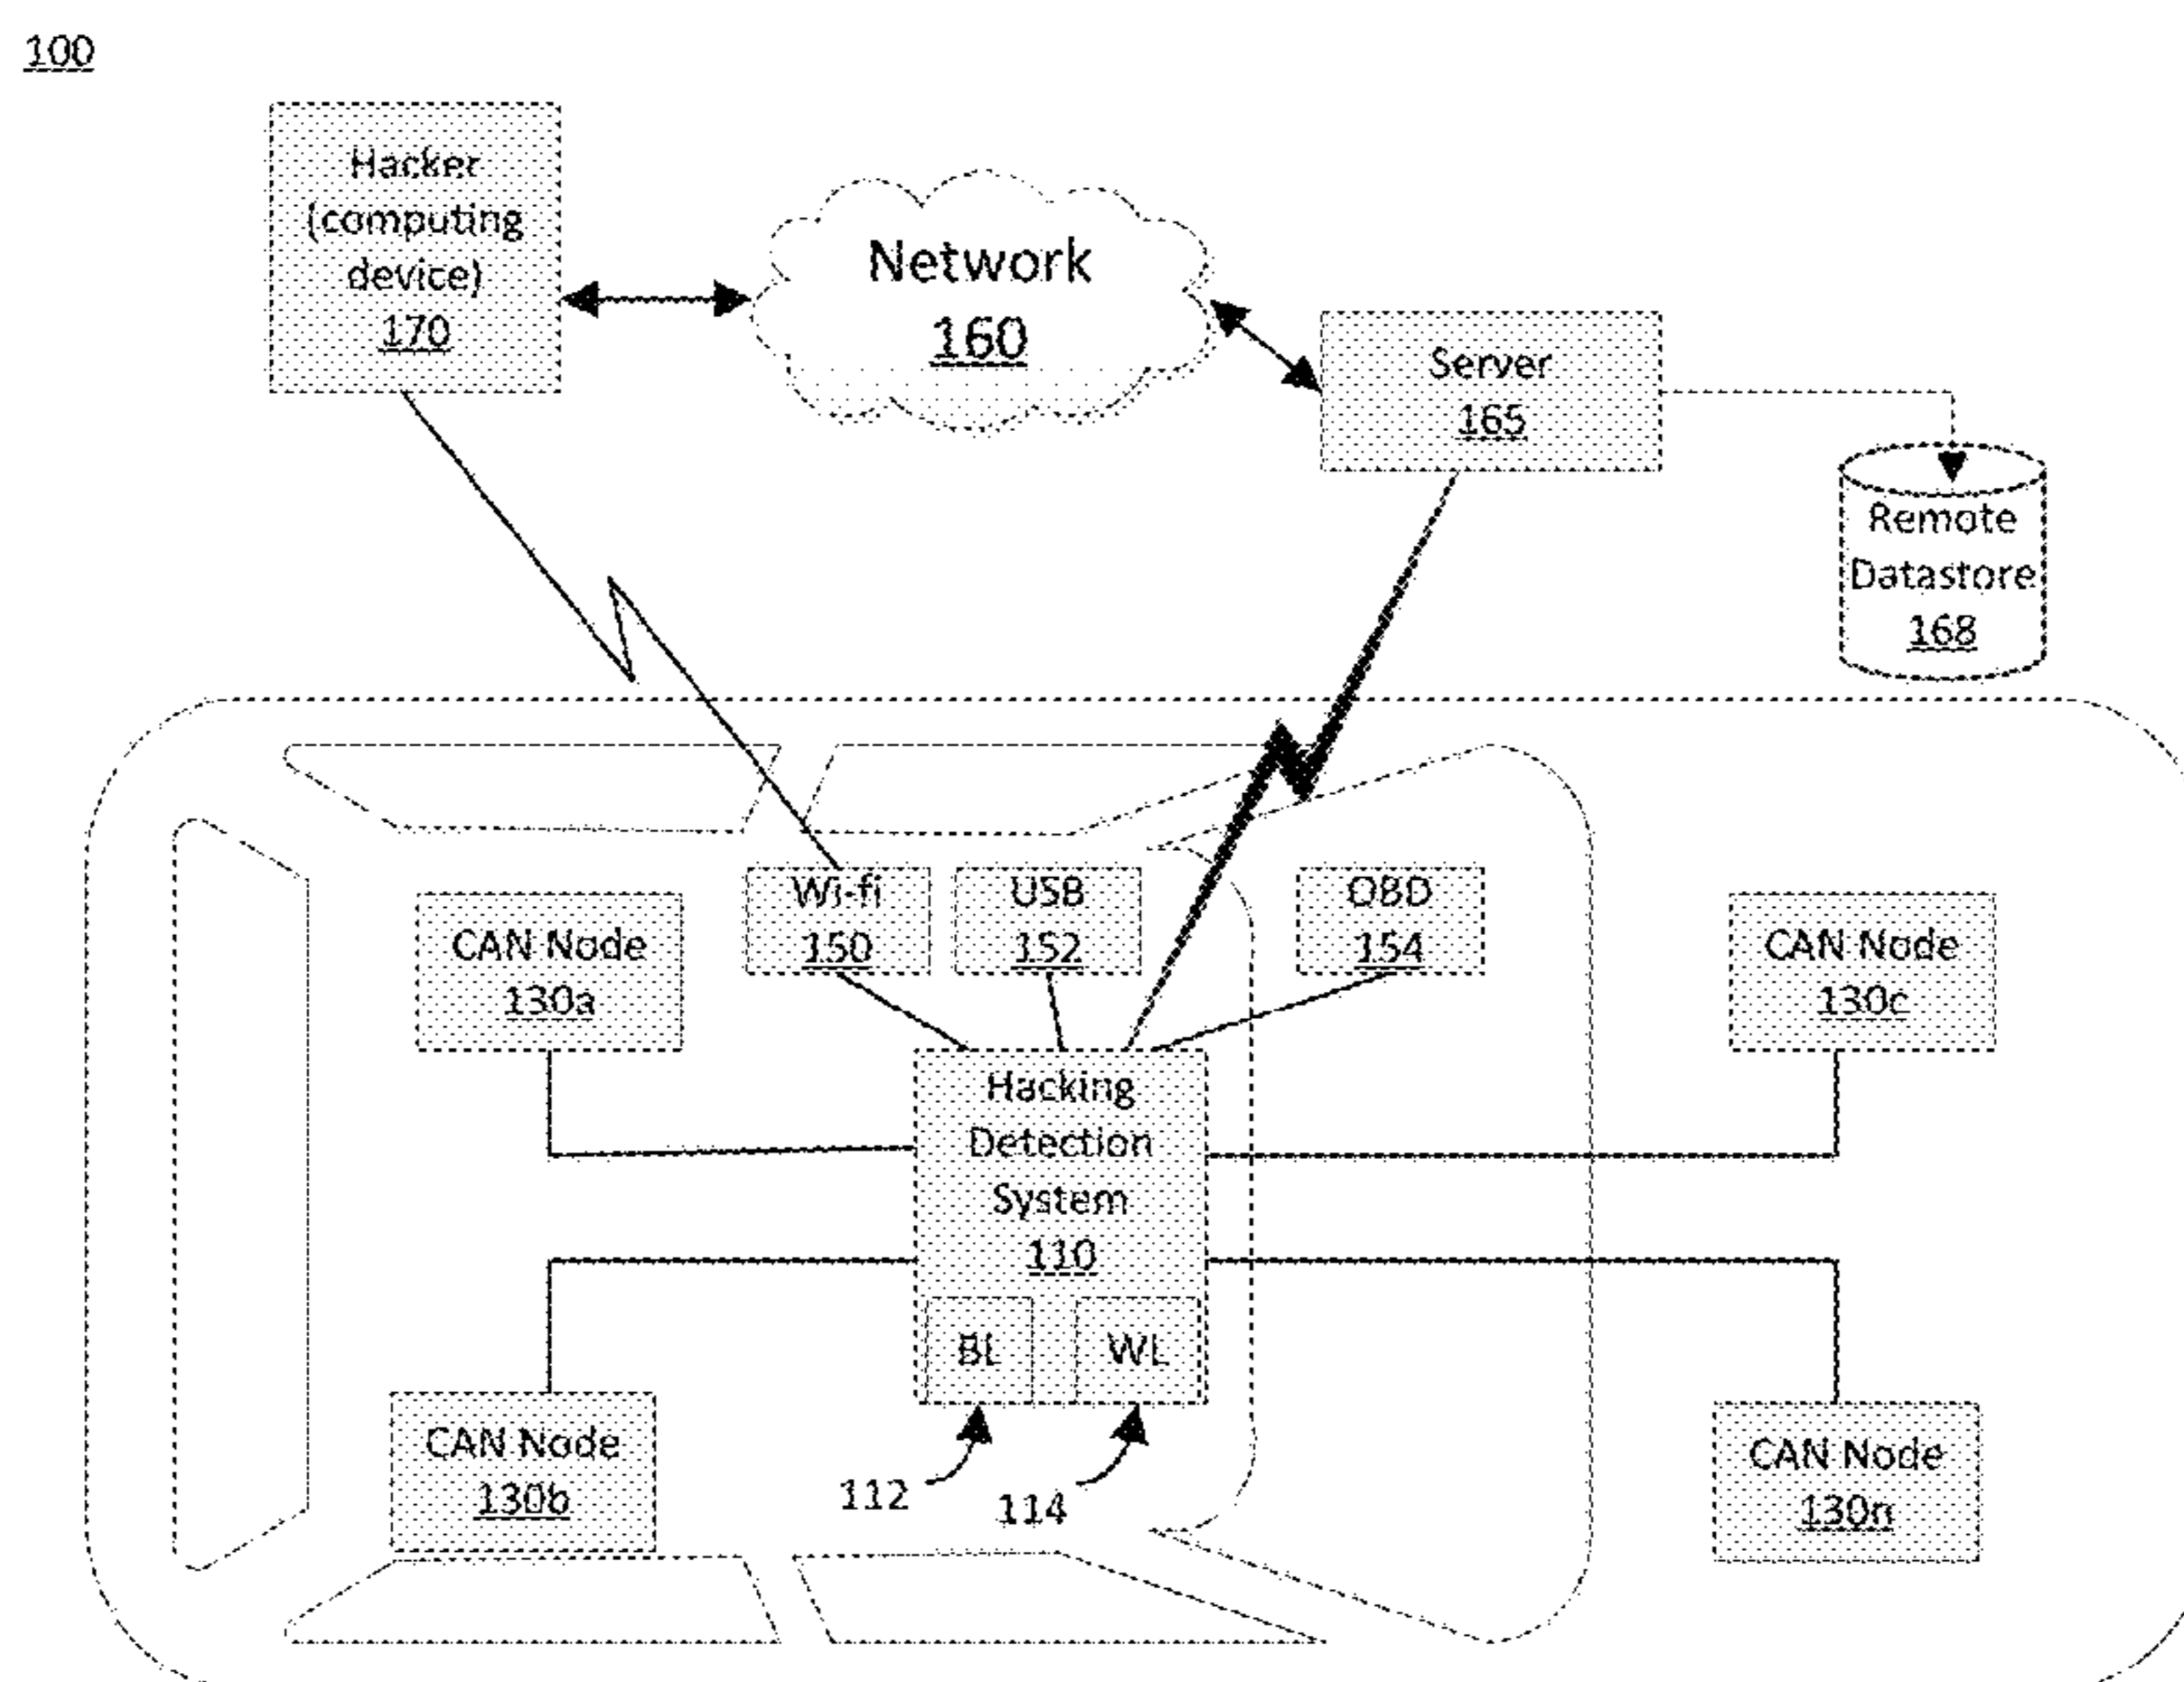 100
Hacker
(computing
device)
170
Network
160
Server
165
Remote
Datastore
168
Wi-fi
150
USB
152
OBD
154
CAN Node
130a
CAN Node
130c
Hacking
Detection
System
110
BL
WL
CAN Node
130b
112
114
CAN Node
130n